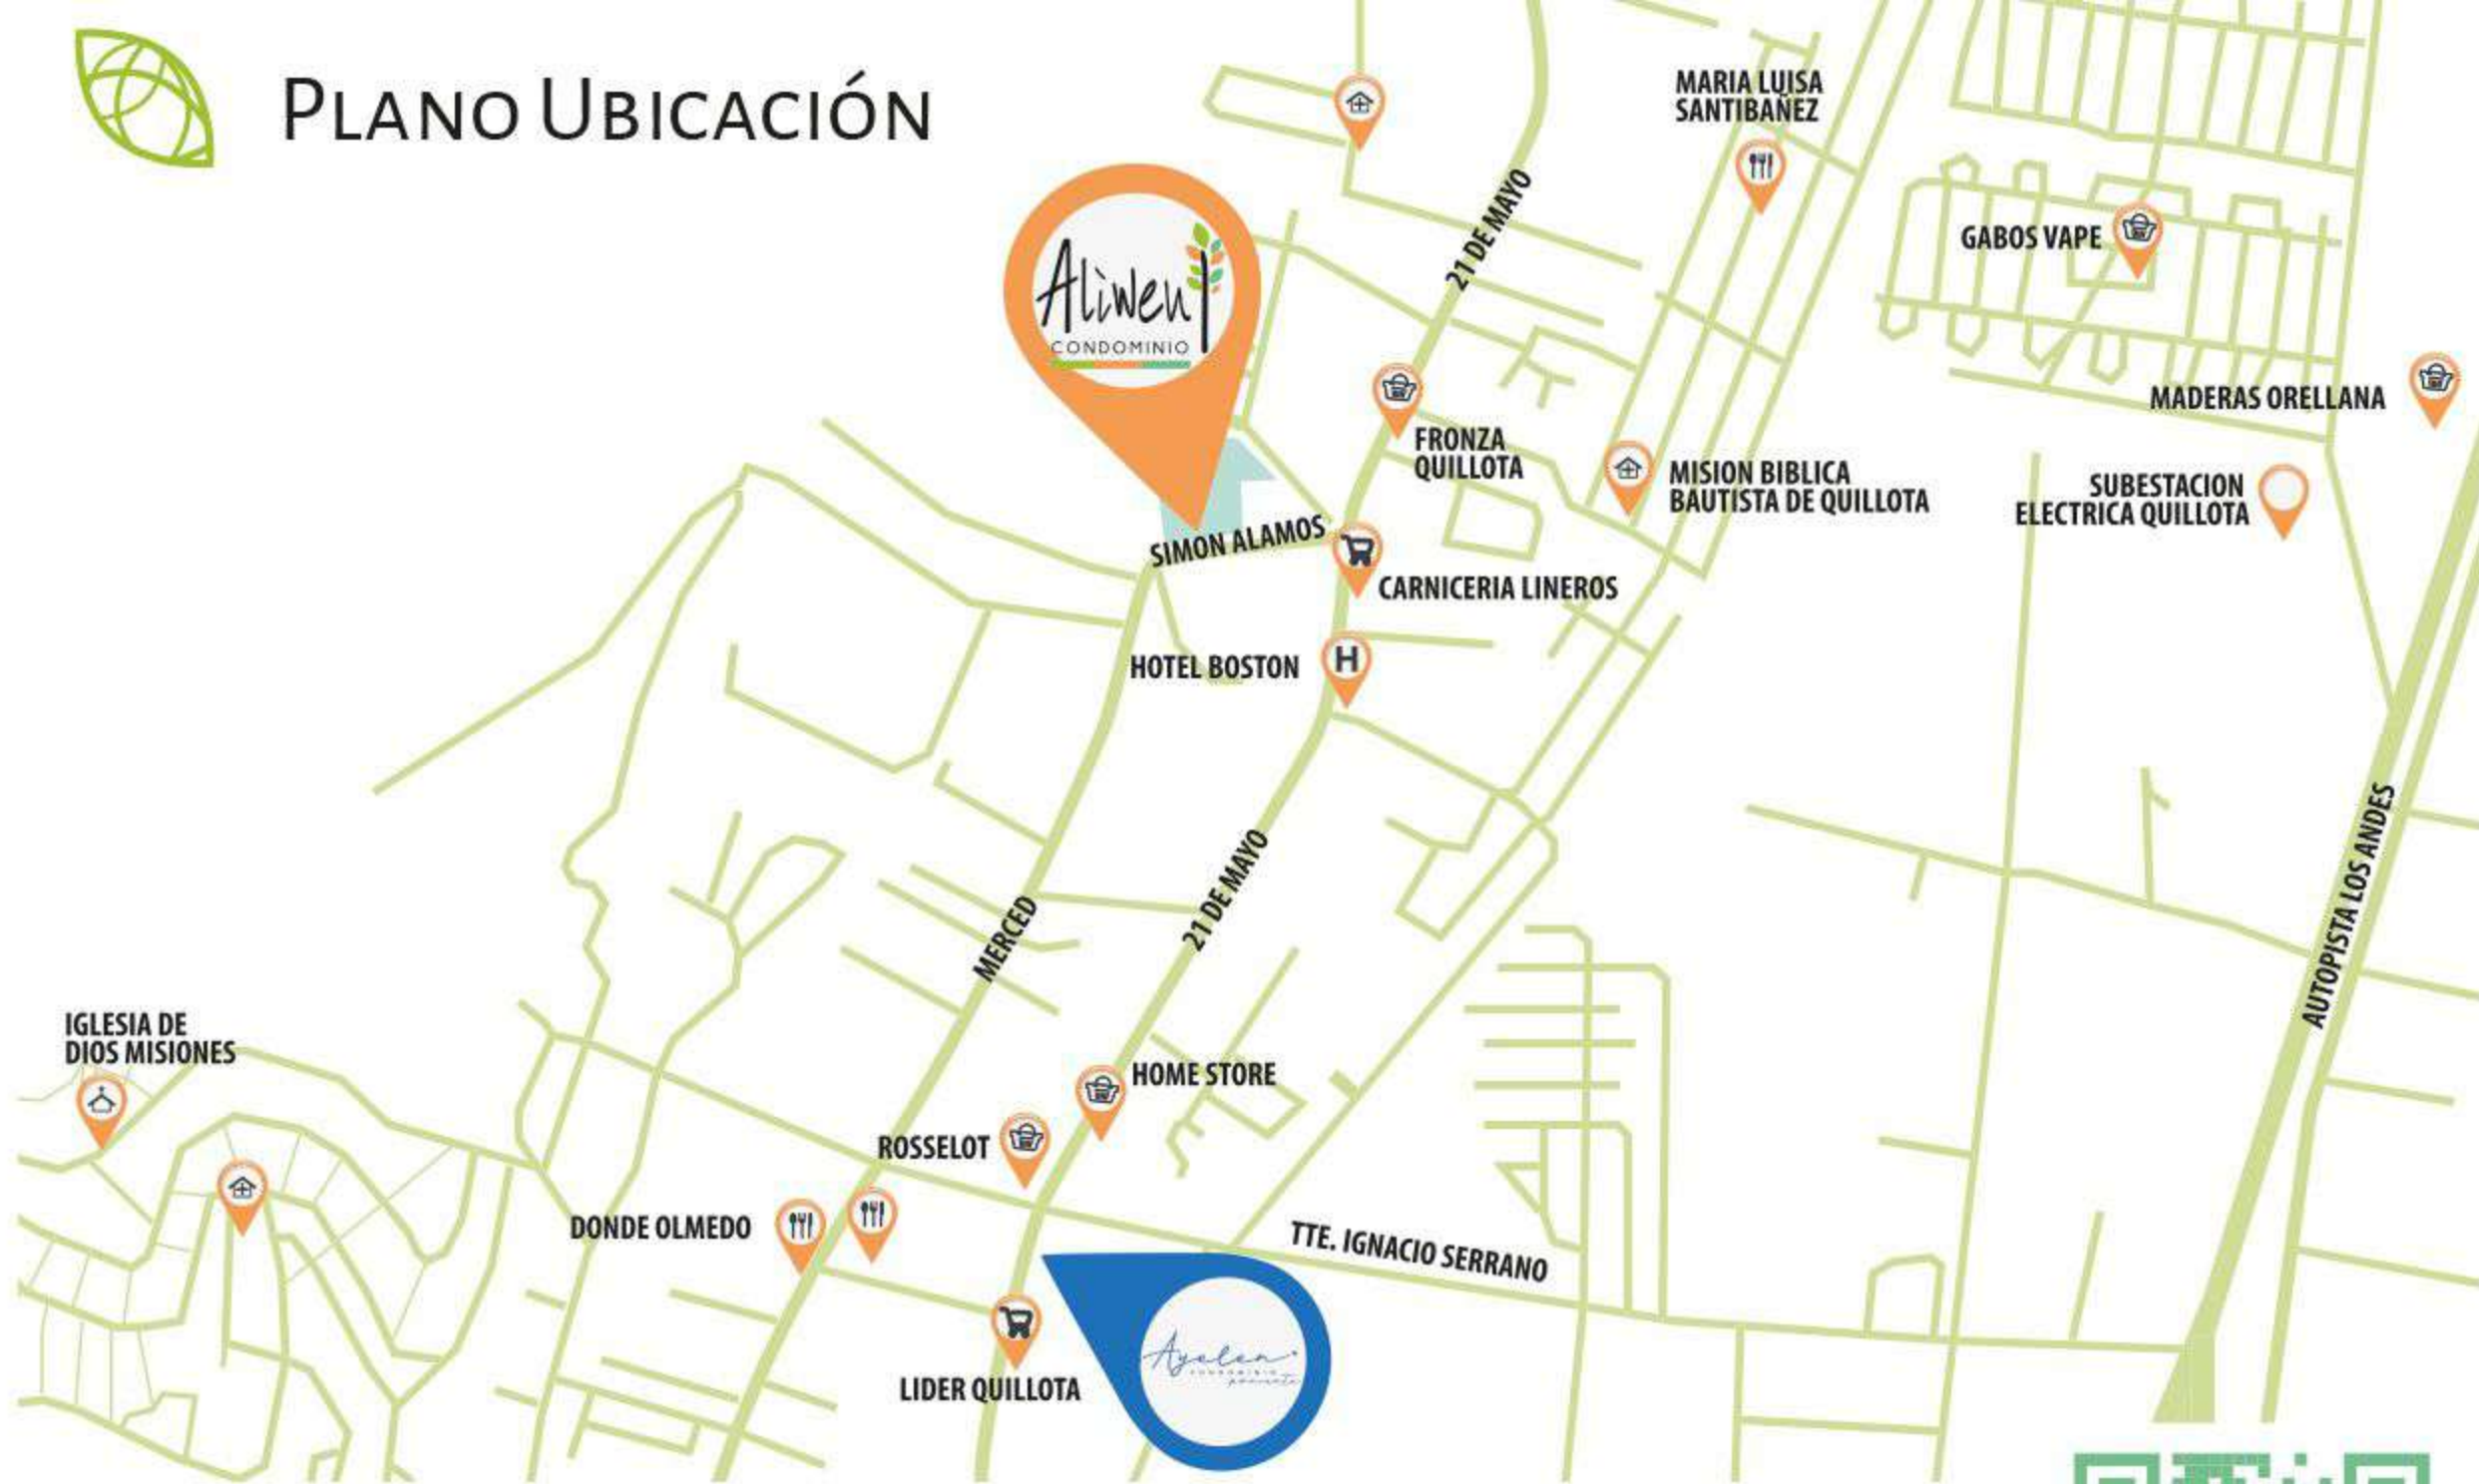 PLANO UBICACIÓN
MARIA LUISA
SANTIBAÑEZ
21 DE MAYO
GABOS VAPE
Aliwen
CONDOMINIO
MADERAS ORELLANA
FRONZA
QUILLOTA
MISION BIBLICA
BAUTISTA DE QUILLOTA
SUBESTACION
ELECTRICA QUILLOTA
SIMON ALAMOS
CARNICERIA LINEROS
HOTEL BOSTON
H
21 DE MAYO
MERCED
AUTOPISTA LOS ANDES
IGLESIA DE
DIOS MISIONES
HOME STORE
ROSSELOT
DONDE OLMEDO
TTE. IGNACIO SERRANO
Ayelen
CONDOMINIO
poniente
LIDER QUILLOTA